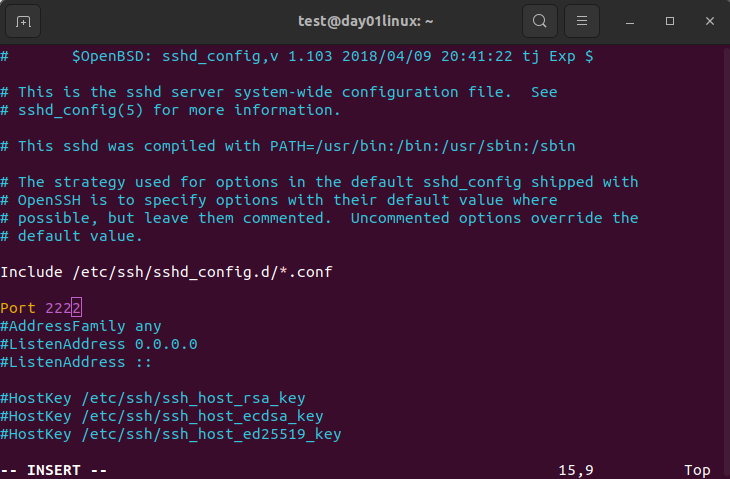 test@day01linux: ~
#       $OpenBSD: sshd_config,v 1.103 2018/04/09 20:41:22 tj Exp $
# This is the sshd server system-wide configuration file.  See
# sshd_config(5) for more information.
# This sshd was compiled with PATH=/usr/bin:/bin:/usr/sbin:/sbin
# The strategy used for options in the default sshd_config shipped with
# OpenSSH is to specify options with their default value where
# possible, but leave them commented.  Uncommented options override the
# default value.
Include /etc/ssh/sshd_config.d/*.conf
Port 2222
#AddressFamily any
#ListenAddress 0.0.0.0
#ListenAddress ::
#HostKey /etc/ssh/ssh_host_rsa_key
#HostKey /etc/ssh/ssh_host_ecdsa_key
#HostKey /etc/ssh/ssh_host_ed25519_key
-- INSERT -- 15,9 Top